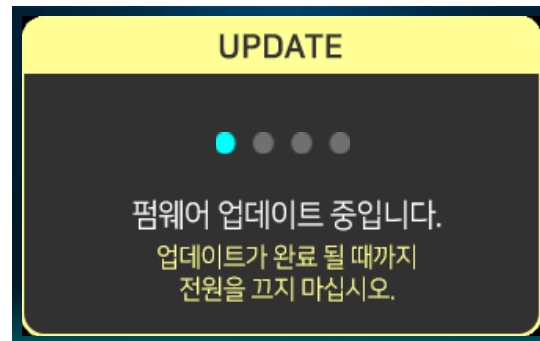 UPDATE
펌웨어 업데이트 중입니다.
업데이트가 완료 될 때까지
전원을 끄지 마십시오.